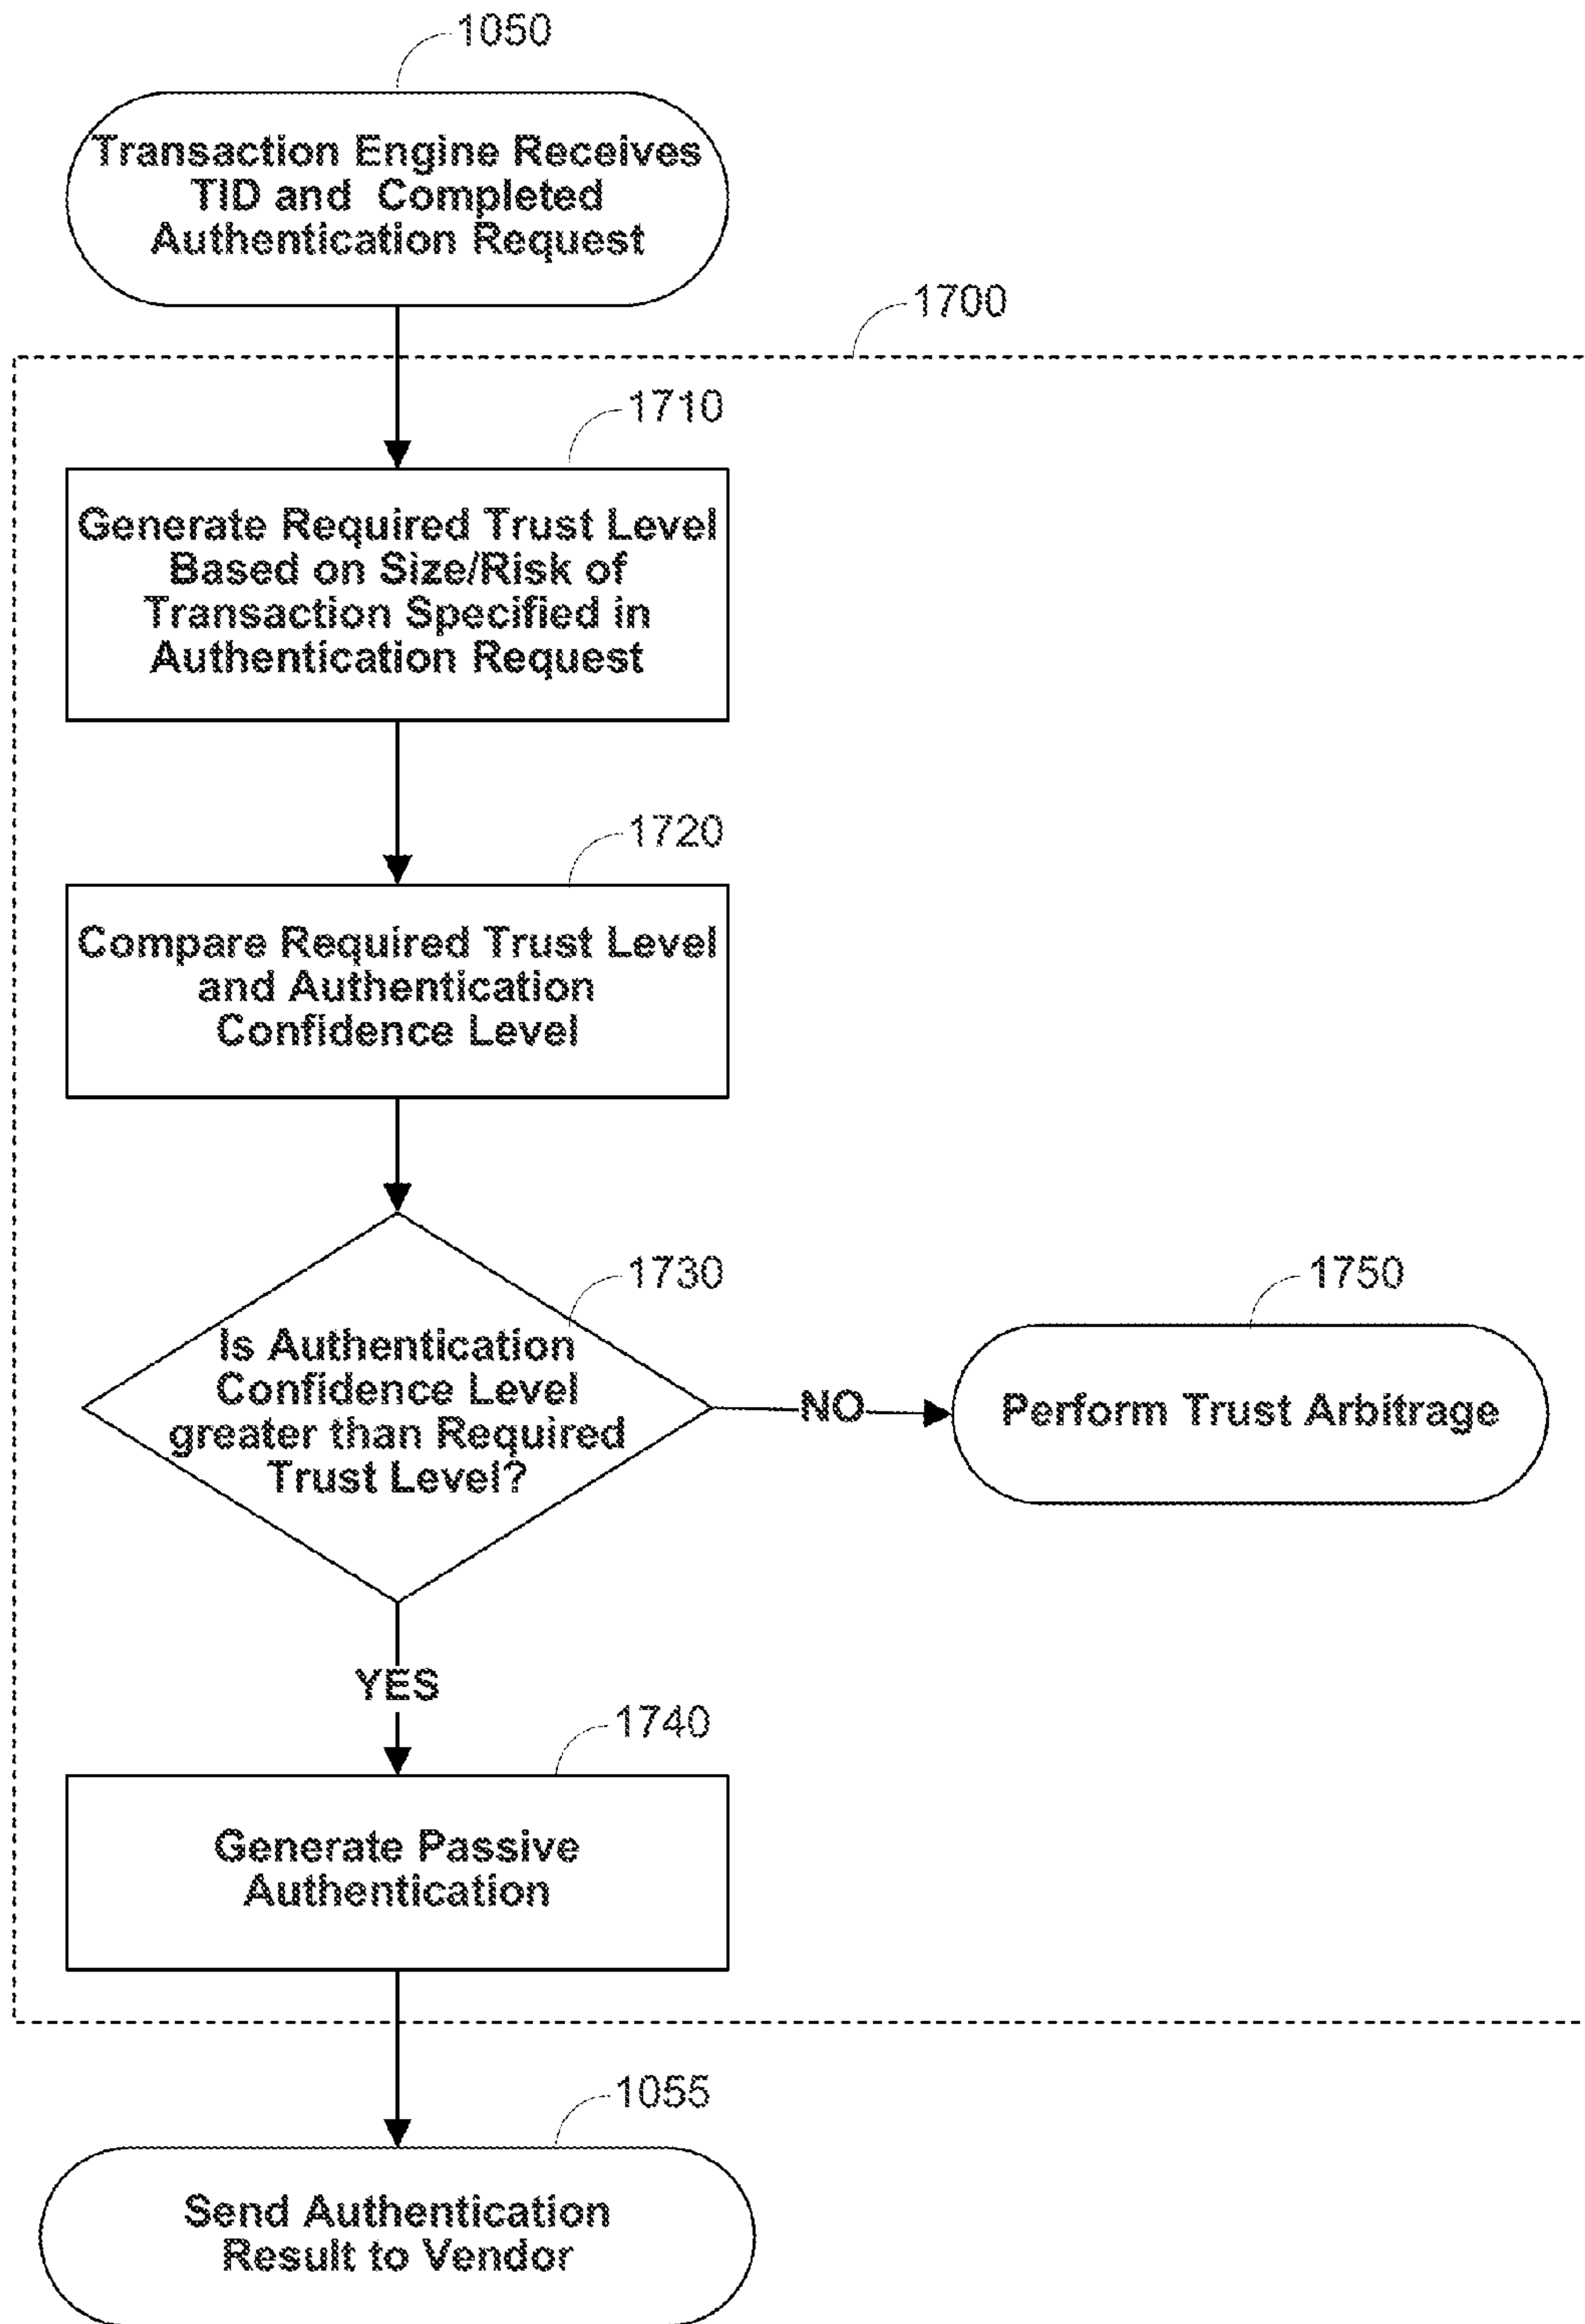 1050
Transaction Engine Receives
TID and Completed
Authentication Request
1700
1710
Generate Required Trust Level
Based on Size/Risk of
Transaction Specified in
Authentication Request
1720
Compare Required Trust Level
and Authentication
Confidence Level
1730
Is Authentication
Confidence Level
greater than Required
Trust Level?
NO
1750
Perform Trust Arbitrage
YES
1740
Generate Passive
Authentication
1055
Send Authentication
Result to Vendor